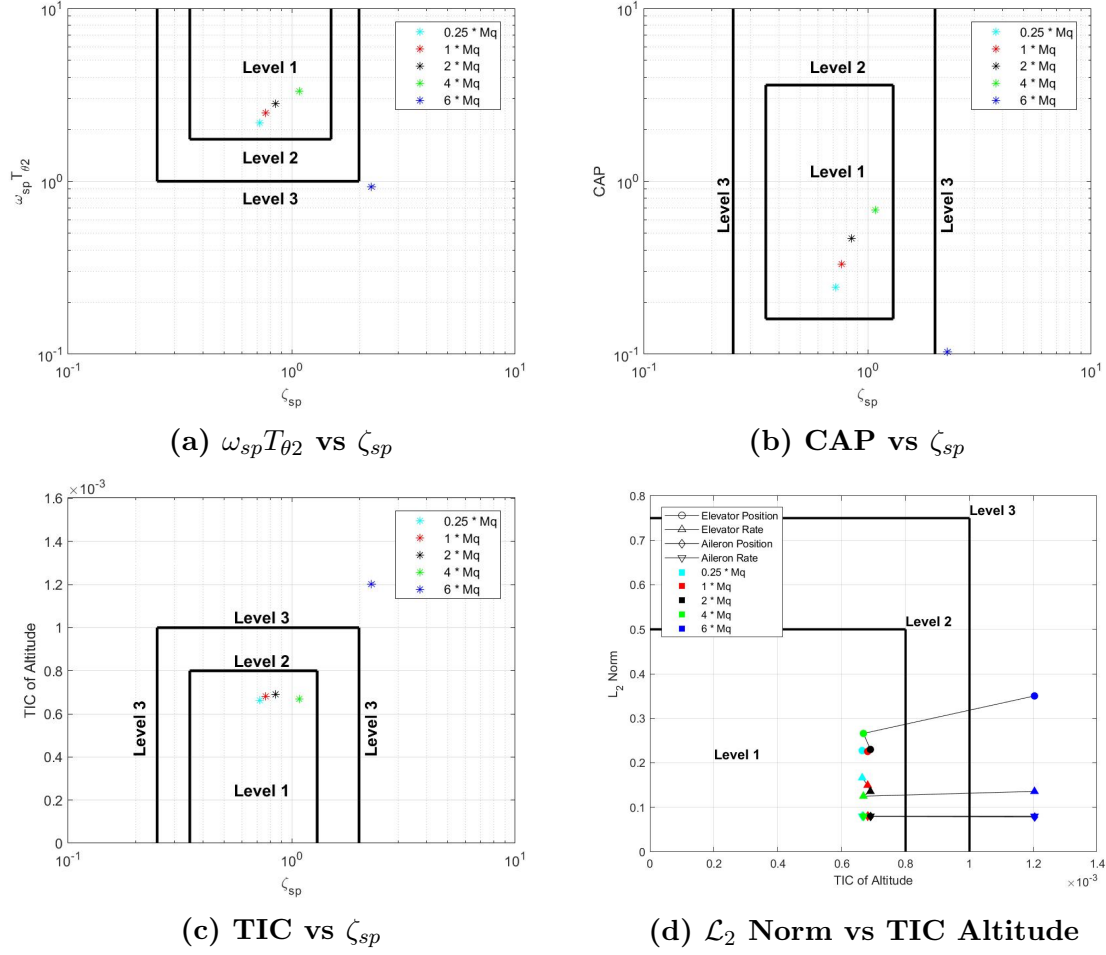 10^1
10^0
10^-1
ω_sp T_θ2
Level 1
Level 2
Level 3
0.25 * Mq
1 * Mq
2 * Mq
4 * Mq
6 * Mq
10^-1 10^0 10^1
ζ_sp
(a) ω_sp T_θ2 vs ζ_sp
10^1
10^0
10^-1
CAP
Level 2
Level 1
Level 3
Level 3
0.25 * Mq
1 * Mq
2 * Mq
4 * Mq
6 * Mq
10^-1 10^0 10^1
ζ_sp
(b) CAP vs ζ_sp
×10^-3
1.6
1.4
1.2
1
0.8
0.6
0.4
0.2
0
TIC of Altitude
0.25 * Mq
1 * Mq
2 * Mq
4 * Mq
6 * Mq
Level 3
Level 2
Level 3
Level 3
Level 1
10^-1 10^0 10^1
ζ_sp
(c) TIC vs ζ_sp
0.8
0.7
0.6
0.5
0.4
0.3
0.2
0.1
0
L_2 Norm
Elevator Position
Elevator Rate
Aileron Position
Aileron Rate
0.25 * Mq
1 * Mq
2 * Mq
4 * Mq
6 * Mq
Level 3
Level 2
Level 1
0 0.2 0.4 0.6 0.8 1 1.2 1.4
TIC of Altitude
×10^-3
(d) ℒ_2 Norm vs TIC Altitude